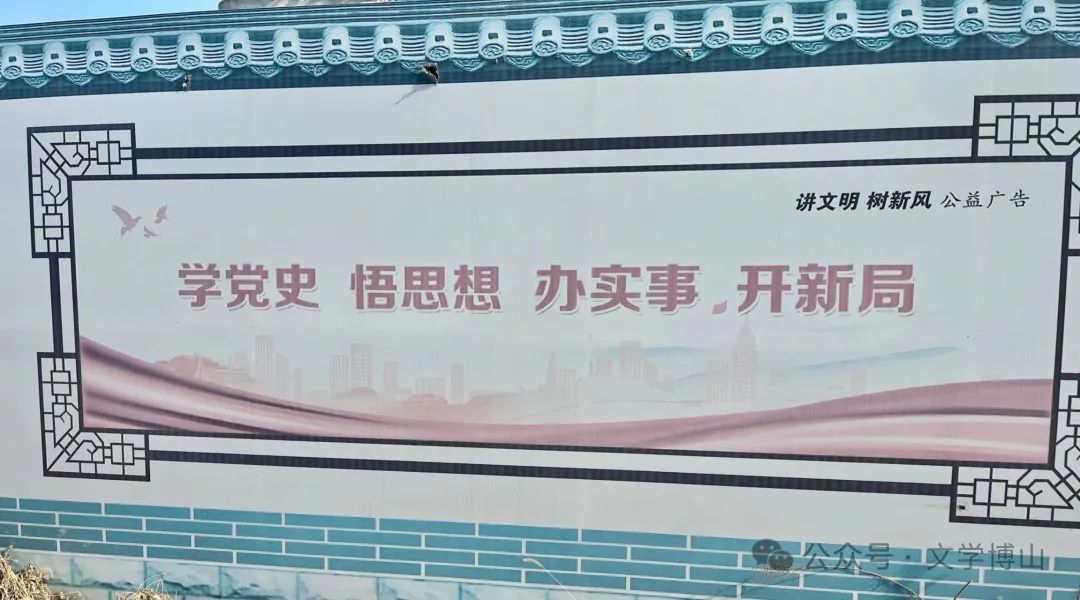 讲文明 树新风 公益广告
学党史 悟思想 办实事 开新局
公众号·文学博山